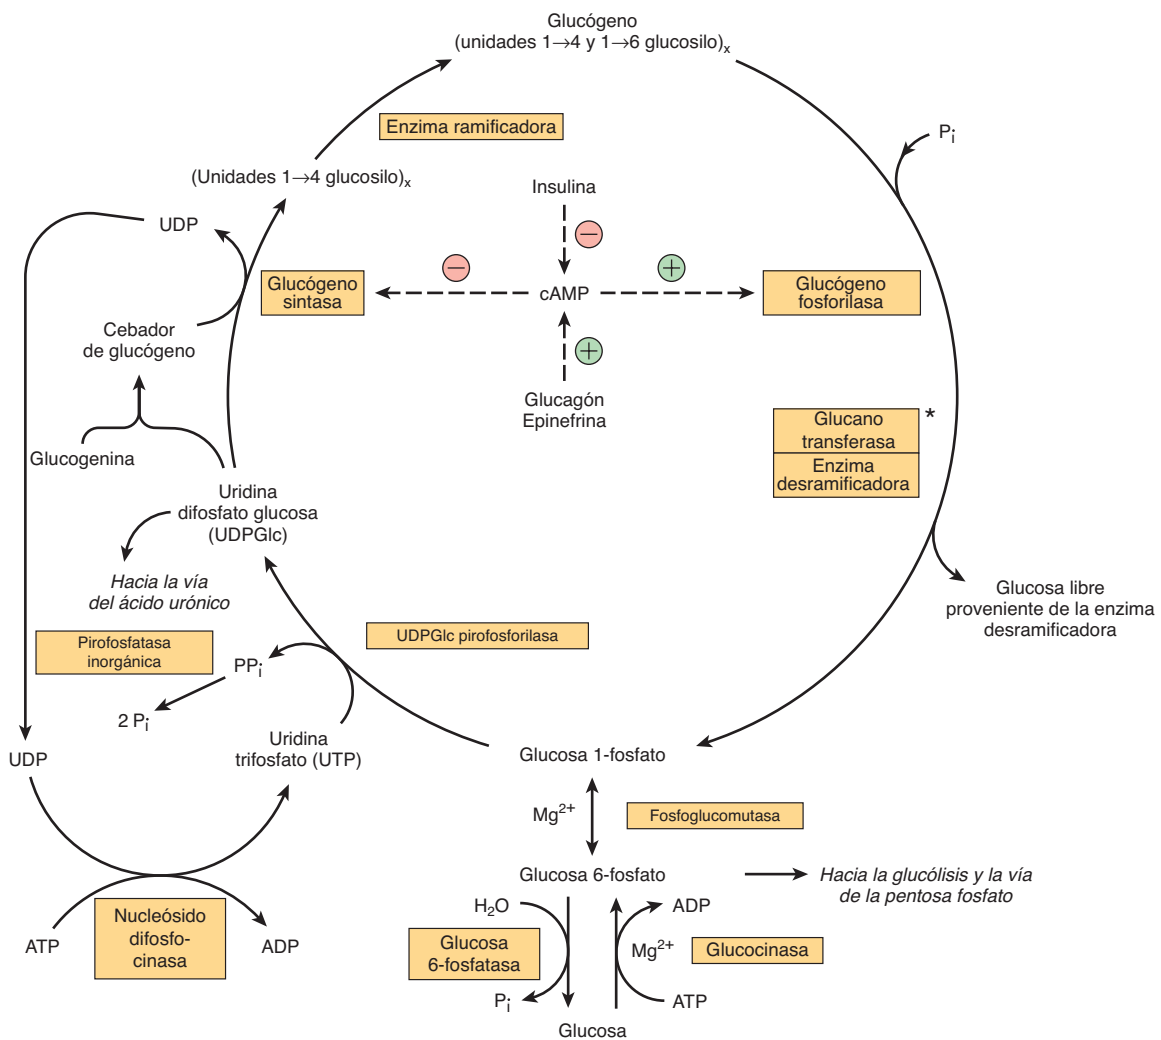 Glucógeno
(unidades 1→4 y 1→6 glucosilo)x
Enzima ramificadora
Pi
(Unidades 1→4 glucosilo)x
Insulina
UDP
−
−
+
Glucógeno
sintasa
cAMP
Glucógeno
fosforilasa
Cebador
de glucógeno
+
Glucagón
Epinefrina
Glucano
transferasa
*
Enzima
desramificadora
Glucogenina
Uridina
difosfato glucosa
(UDPGlc)
Hacia la vía
del ácido urónico
Glucosa libre
proveniente de la enzima
desramificadora
Pirofosfatasa
inorgánica
UDPGlc pirofosforilasa
PPi
2 Pi
UDP
Uridina
trifosfato (UTP)
Glucosa 1-fosfato
Mg2+
Fosfoglucomutasa
Glucosa 6-fosfato
Hacia la glucólisis y la vía
de la pentosa fosfato
H2O
ADP
ATP
Nucleósido
difosfo-
cinasa
ADP
Glucosa
6-fosfatasa
Mg2+
Glucocinasa
Pi
ATP
Glucosa